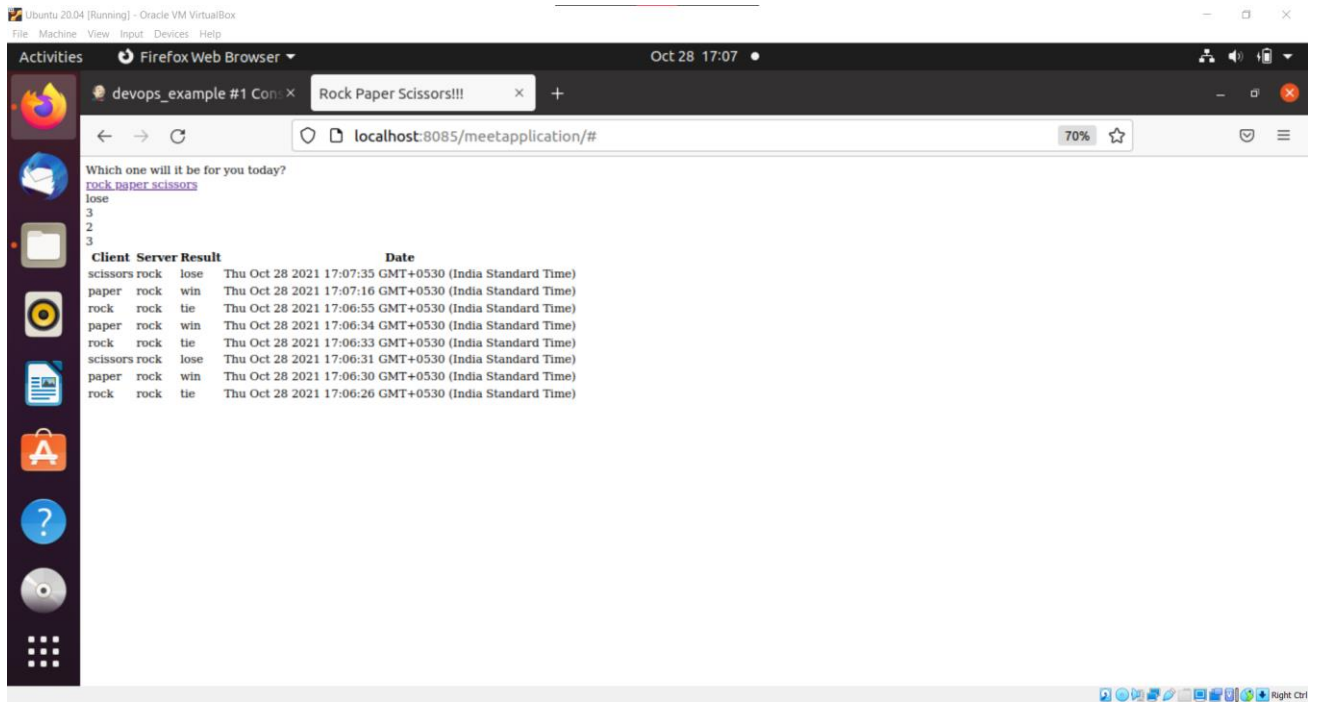 Ubuntu 20.04 [Running] - Oracle VM VirtualBox
File Machine View Input Devices Help
Activities Firefox Web Browser Oct 28 17:07
devops_example #1 Cons Rock Paper Scissors!!!
localhost:8085/meetapplication/# 70%
Which one will it be for you today?
rock paper scissors
lose
3
2
3
Client Server Result Date
scissors rock lose Thu Oct 28 2021 17:07:35 GMT+0530 (India Standard Time)
paper rock win Thu Oct 28 2021 17:07:16 GMT+0530 (India Standard Time)
rock rock tie Thu Oct 28 2021 17:06:55 GMT+0530 (India Standard Time)
paper rock win Thu Oct 28 2021 17:06:34 GMT+0530 (India Standard Time)
rock rock tie Thu Oct 28 2021 17:06:33 GMT+0530 (India Standard Time)
scissors rock lose Thu Oct 28 2021 17:06:31 GMT+0530 (India Standard Time)
paper rock win Thu Oct 28 2021 17:06:30 GMT+0530 (India Standard Time)
rock rock tie Thu Oct 28 2021 17:06:26 GMT+0530 (India Standard Time)
Right Ctrl